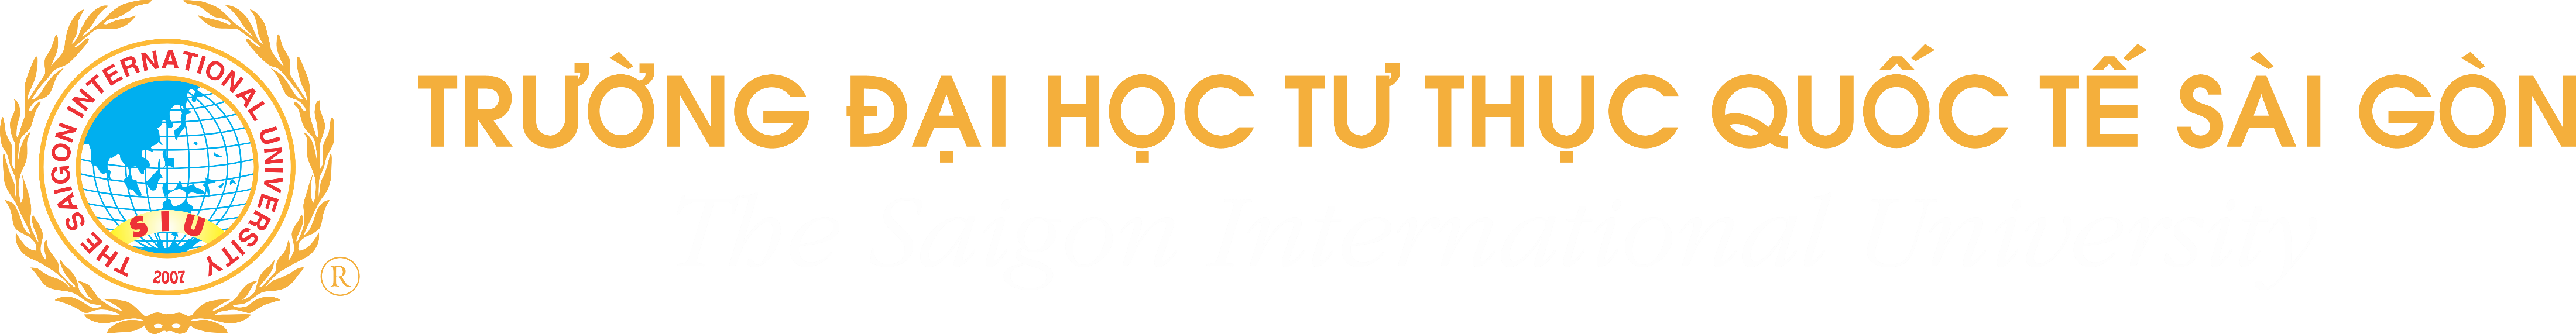 THE SAIGON INTERNATIONAL UNIVERSITY
SIU
2007
®
TRƯỜNG ĐẠI HỌC TƯ THỤC QUỐC TẾ SÀI GÒN
The Saigon International University